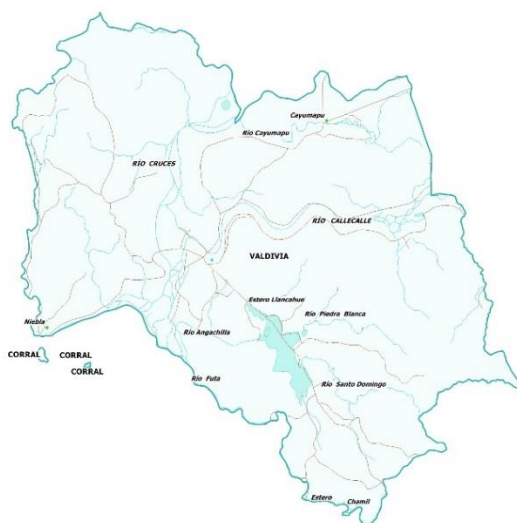 Cayumapu
Río Cayumapu
RÍO CRUCES
RÍO CALLECALLE
VALDIVIA
Estero Llancahue
Río Piedra Blanca
Niebla
Río Angachilla
CORRAL
CORRAL
CORRAL
Río Futa
Río Santo Domingo
Estero Chamil